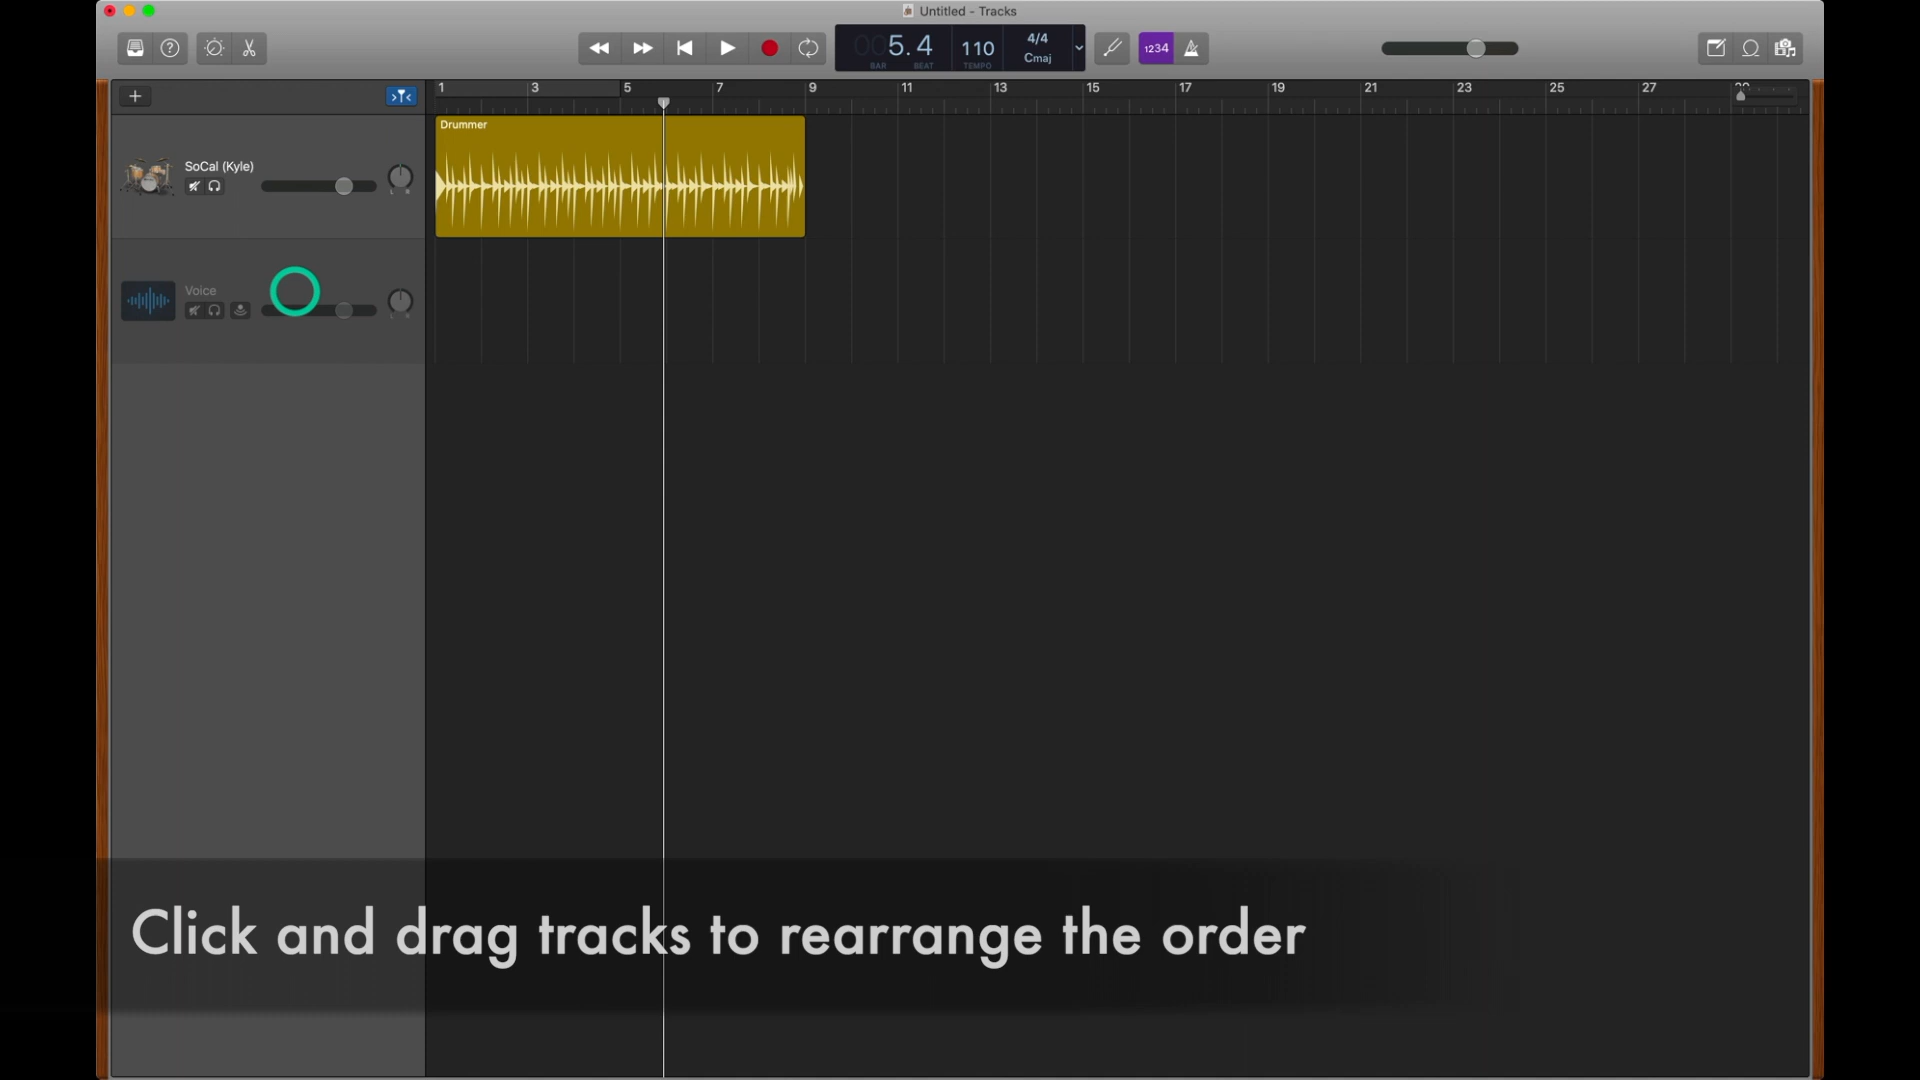 Untitled - Tracks
005.4
BAR BEAT
110
TEMPO
4/4
Cmaj
1234
1 3 5 7 9 11 13 15 17 19 21 23 25 27
Drummer
SoCal (Kyle)
L R
Voice
L R
Click and drag tracks to rearrange the order